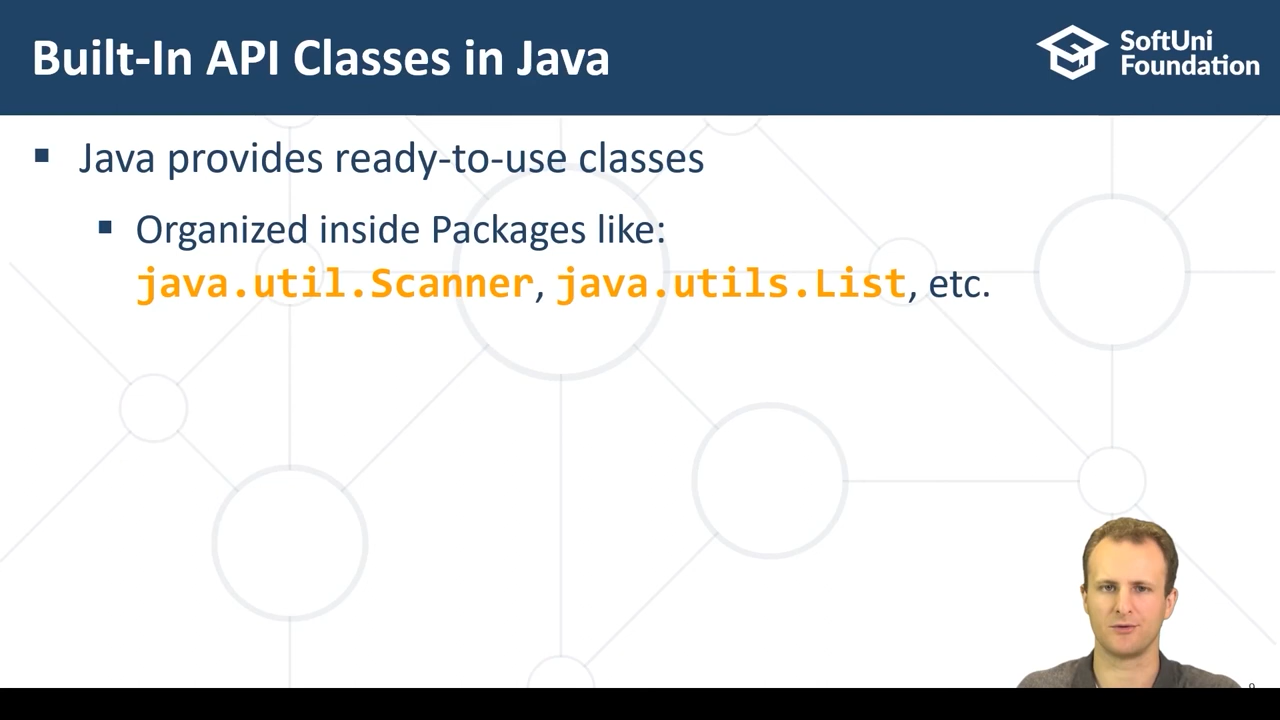 Built-In API Classes in Java
SoftUni
Foundation
▪ Java provides ready-to-use classes
▪ Organized inside Packages like:
java.util.Scanner, java.utils.List, etc.